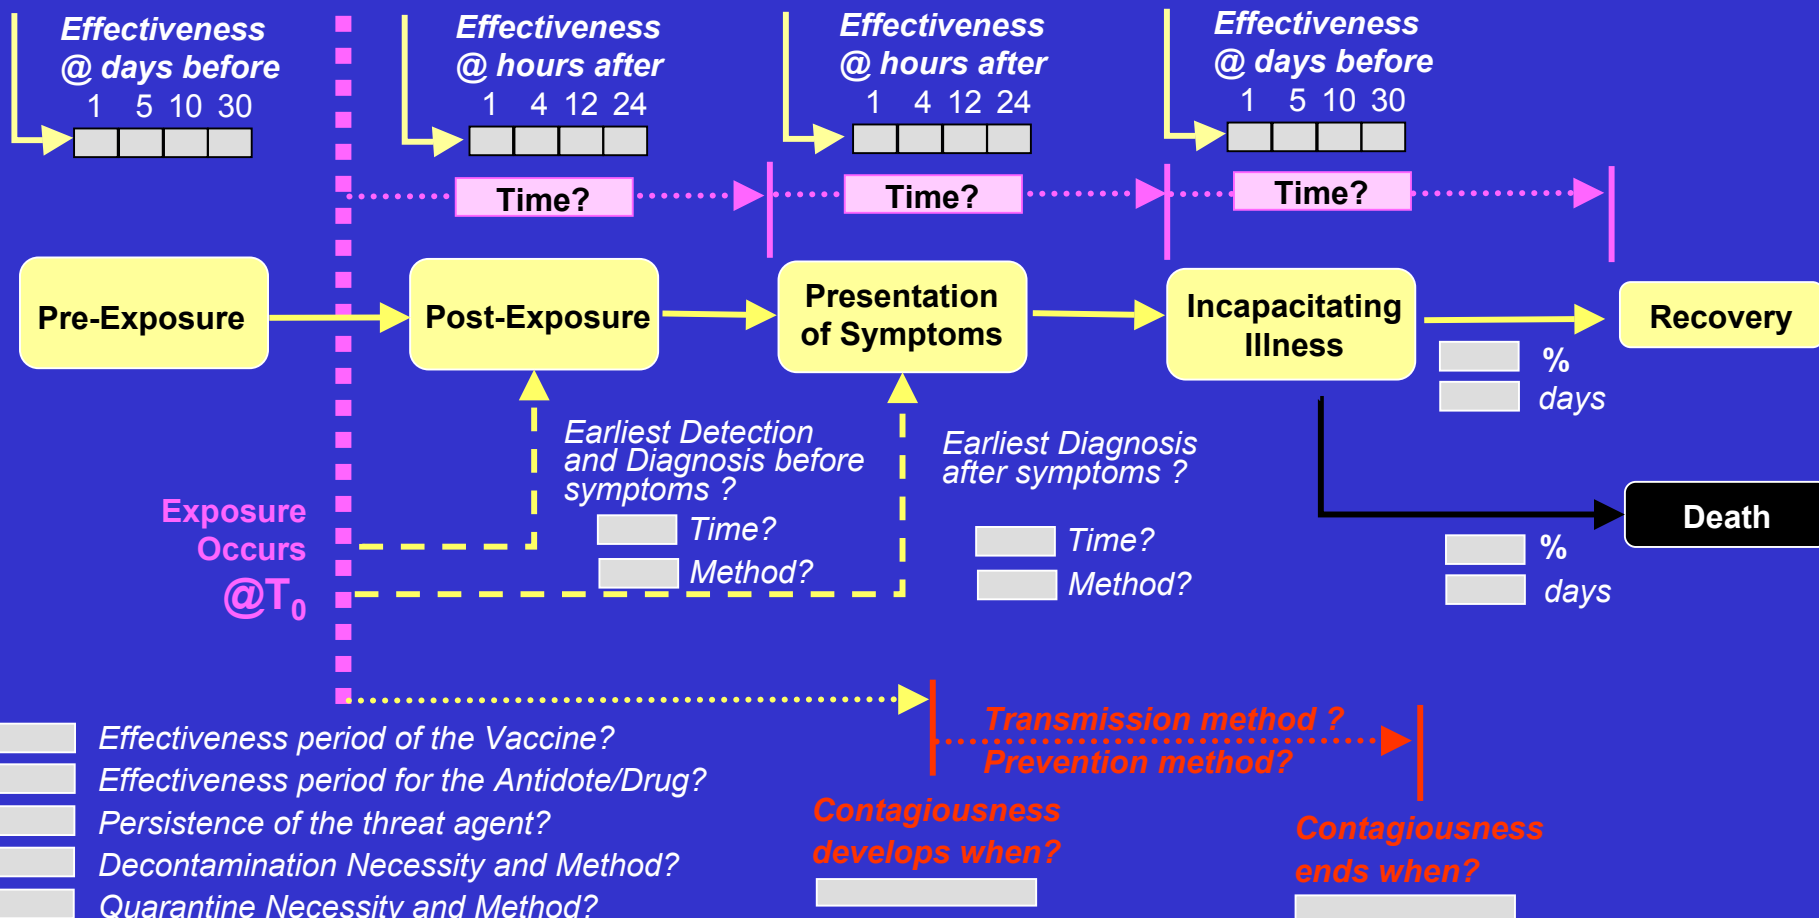 Effectiveness
@ days before
1 5 10 30
Effectiveness
@ hours after
1 4 12 24
Effectiveness
@ hours after
1 4 12 24
Effectiveness
@ days before
1 5 10 30
Time?
Time?
Time?
Pre-Exposure
Post-Exposure
Presentation
of Symptoms
Incapacitating
Illness
Recovery
%
days
Earliest Detection
and Diagnosis before
symptoms ?
Time?
Method?
Earliest Diagnosis
after symptoms ?
Time?
Method?
Exposure
Occurs
@T0
Death
%
days
Transmission method ?
Prevention method?
Contagiousness
develops when?
Contagiousness
ends when?
Effectiveness period of the Vaccine?
Effectiveness period for the Antidote/Drug?
Persistence of the threat agent?
Decontamination Necessity and Method?
Quarantine Necessity and Method?